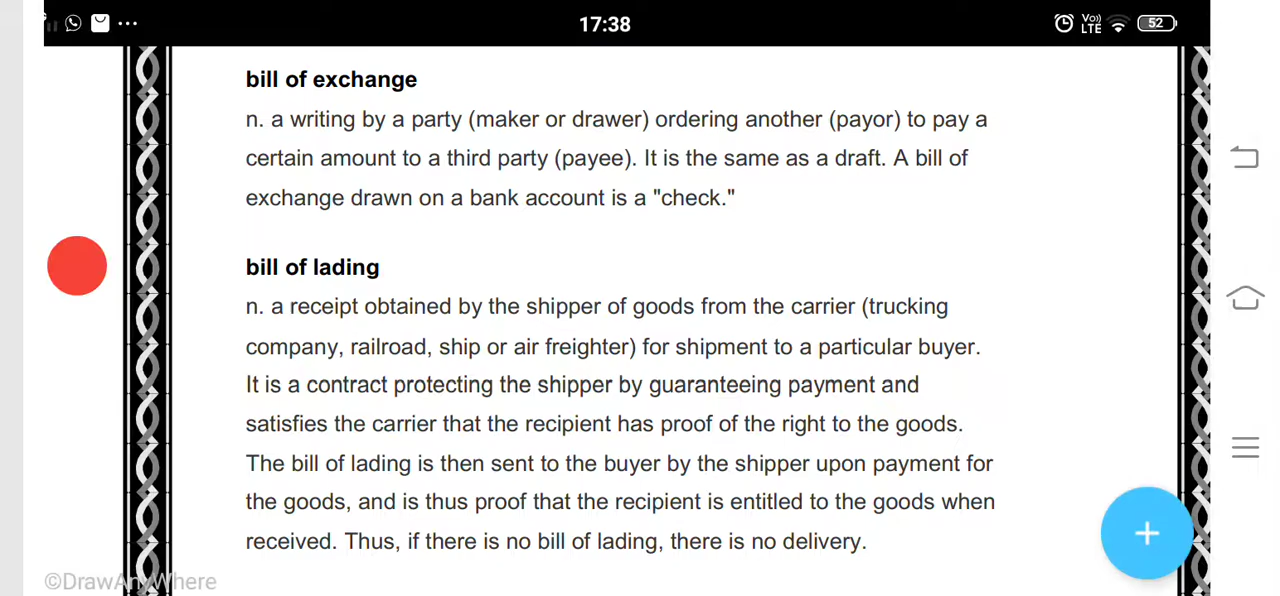 17:38
Vo))
LTE
52
bill of exchange
n. a writing by a party (maker or drawer) ordering another (payor) to pay a
certain amount to a third party (payee). It is the same as a draft. A bill of
exchange drawn on a bank account is a "check."
bill of lading
n. a receipt obtained by the shipper of goods from the carrier (trucking
company, railroad, ship or air freighter) for shipment to a particular buyer.
It is a contract protecting the shipper by guaranteeing payment and
satisfies the carrier that the recipient has proof of the right to the goods.
The bill of lading is then sent to the buyer by the shipper upon payment for
the goods, and is thus proof that the recipient is entitled to the goods when
received. Thus, if there is no bill of lading, there is no delivery.
©DrawAnyWhere